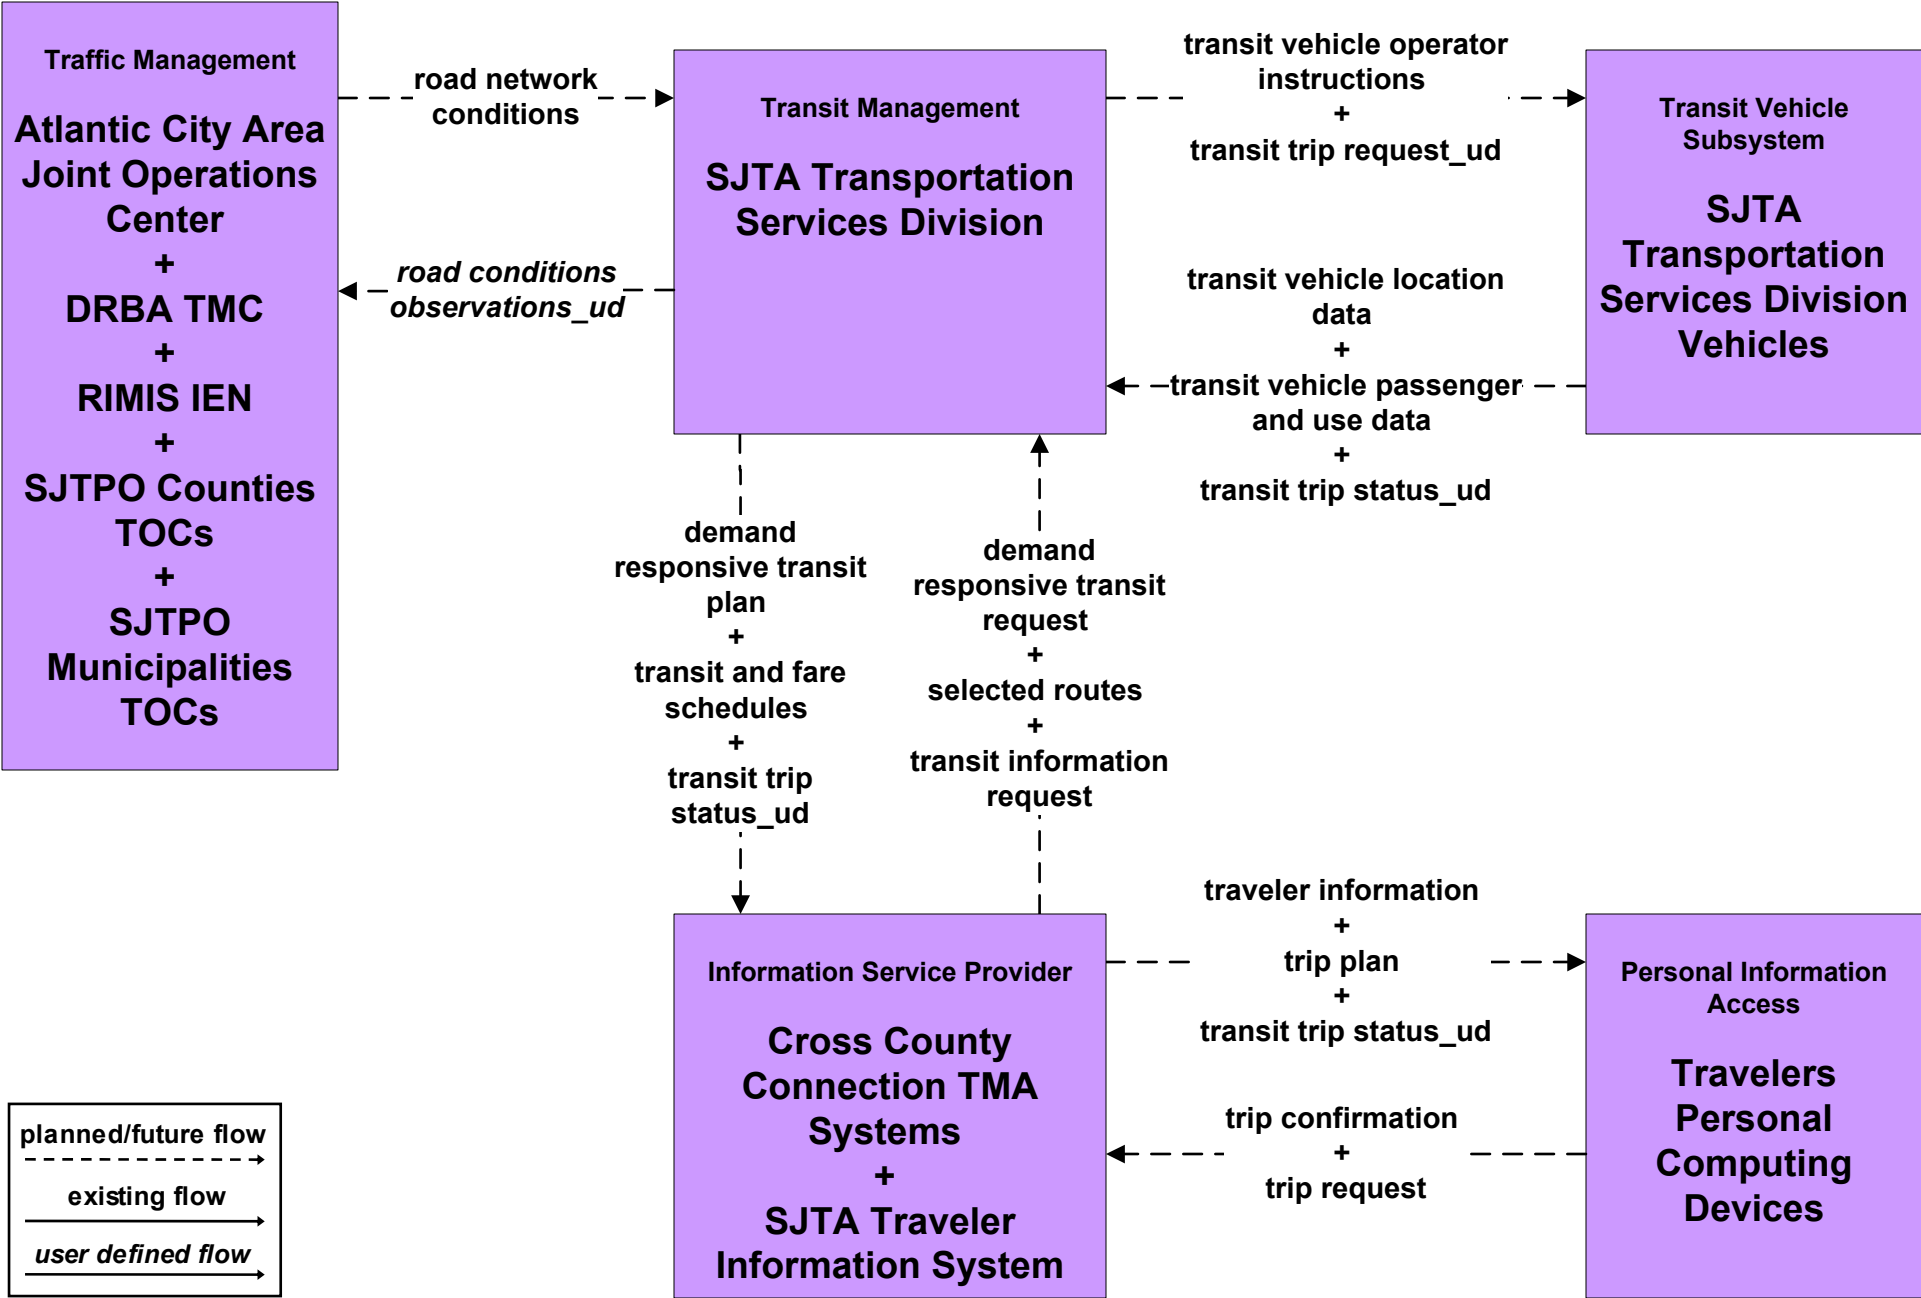 Traffic Management
Atlantic City Area
Joint Operations
Center
+
DRBA TMC
+
RIMIS IEN
+
SJTPO Counties
TOCs
+
SJTPO
Municipalities
TOCs
road network
conditions
road conditions
observations_ud
Transit Management
SJTA Transportation
Services Division
transit vehicle operator
instructions
+
transit trip request_ud
transit vehicle location
data
+
transit vehicle passenger
and use data
+
transit trip status_ud
Transit Vehicle
Subsystem
SJTA
Transportation
Services Division
Vehicles
demand
responsive transit
plan
+
transit and fare
schedules
+
transit trip
status_ud
demand
responsive transit
request
+
selected routes
+
transit information
request
Information Service Provider
Cross County
Connection TMA
Systems
+
SJTA Traveler
Information System
traveler information
+
trip plan
+
transit trip status_ud
trip confirmation
+
trip request
Personal Information
Access
Travelers
Personal
Computing
Devices
planned/future flow
existing flow
user defined flow